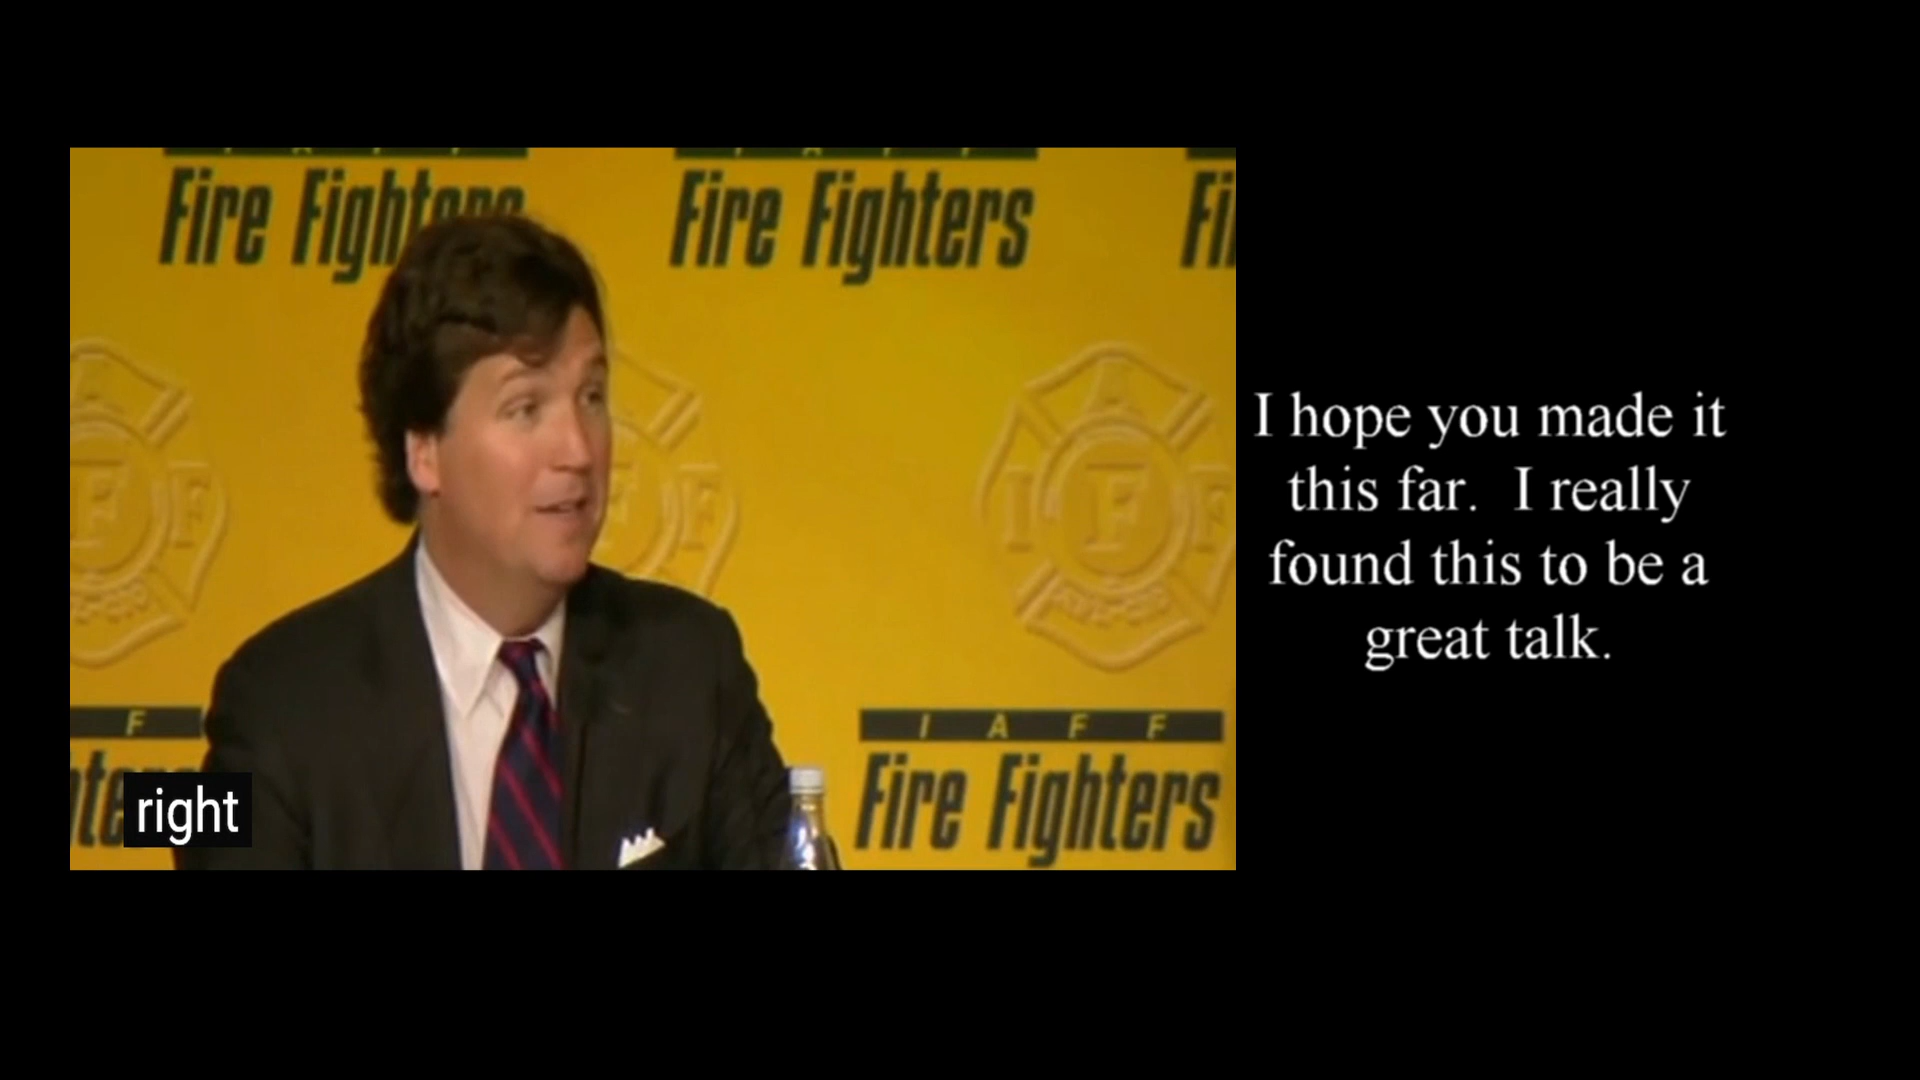 Fire Fighters
Fire Fighters
I A F F
I A F F
F
Fire Fighters
right
I hope you made it
this far.  I really
found this to be a
great talk.